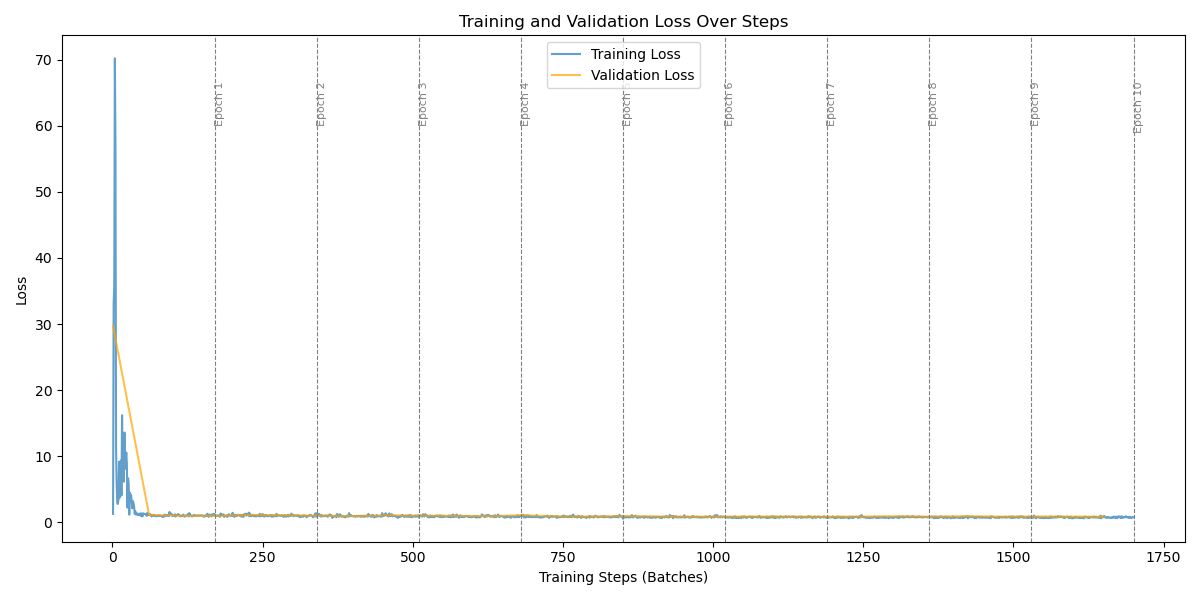 Training and Validation Loss Over Steps
Training Loss
Validation Loss
Epoch 1
Epoch 2
Epoch 3
Epoch 4
Epoch
Epoch 6
Epoch 7
Epoch 8
Epoch 9
Epoch 10
Loss
70
60
50
40
30
20
10
0
0
250
500
750
1000
1250
1500
1750
Training Steps (Batches)